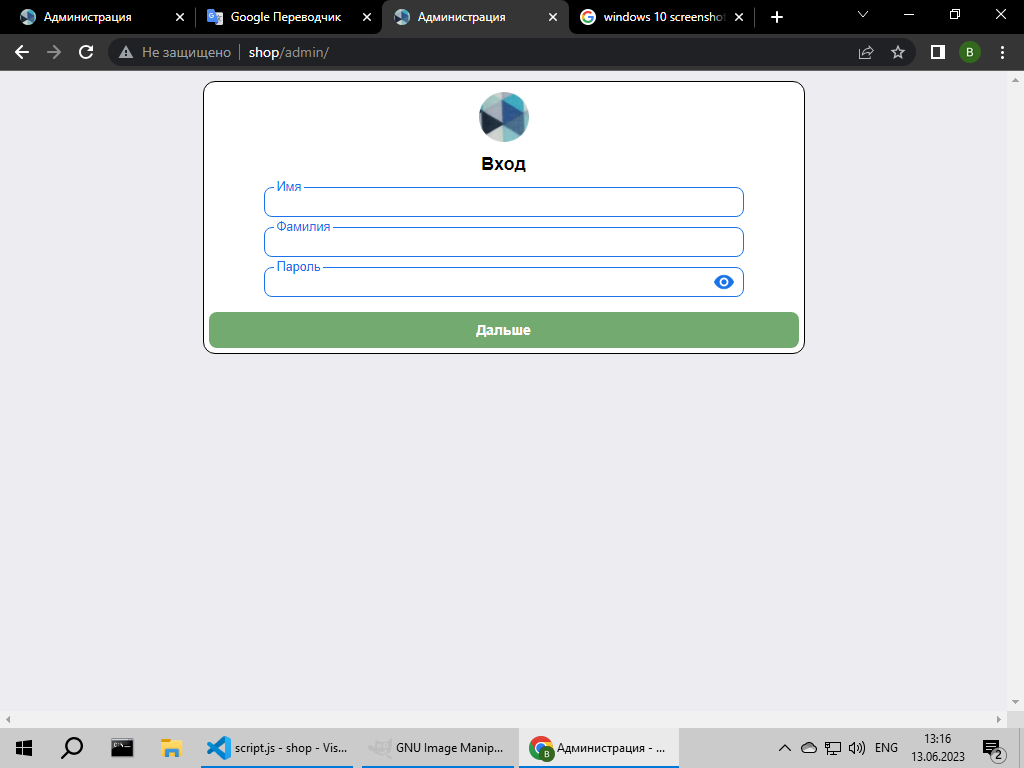 Администрация
Google Переводчик
Администрация
windows 10 screenshot
Не защищено
shop/admin/
B
Вход
Имя
Фамилия
Пароль
Дальше
script.js - shop - Vis...
GNU Image Manip...
B
Администрация - ...
ENG
13:16
13.06.2023
2